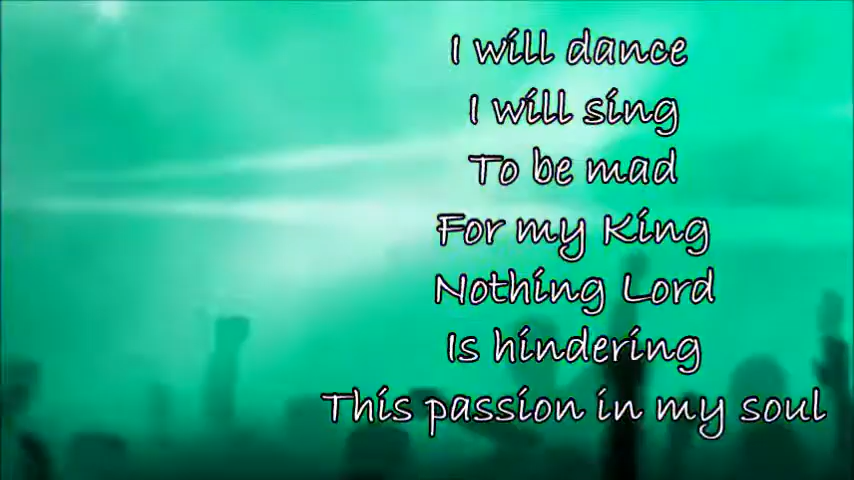 I will dance
I will sing
To be mad
For my King
Nothing Lord
Is hindering
This passion in my soul